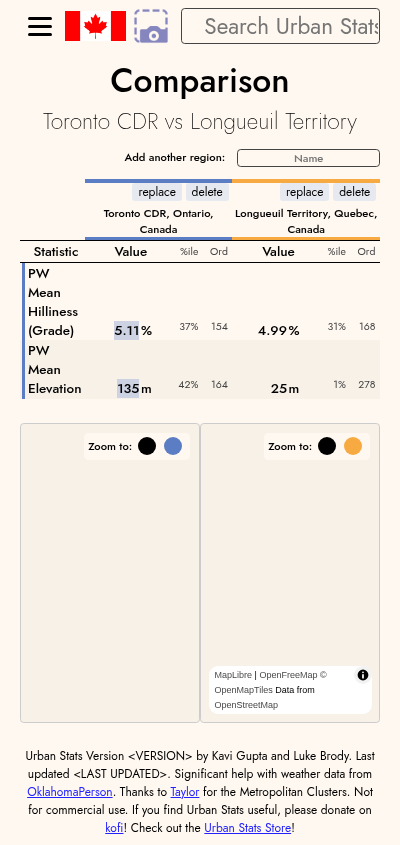 Search Urban Stats
Comparison
Toronto CDR vs Longueuil Territory
Add another region: Name
replace delete replace delete
Toronto CDR, Ontario, Canada Longueuil Territory, Quebec, Canada
Statistic Value %ile Ord Value %ile Ord
PW
Mean
Hilliness
(Grade) 5.11% 37% 154 4.99% 31% 168
PW
Mean
Elevation 135m 42% 164 25m 1% 278
Zoom to: Zoom to:
MapLibre | OpenFreeMap ©
OpenMapTiles Data from
OpenStreetMap
Urban Stats Version <VERSION> by Kavi Gupta and Luke Brody. Last
updated <LAST UPDATED>. Significant help with weather data from
OklahomaPerson. Thanks to Taylor for the Metropolitan Clusters. Not
for commercial use. If you find Urban Stats useful, please donate on
kofi! Check out the Urban Stats Store!